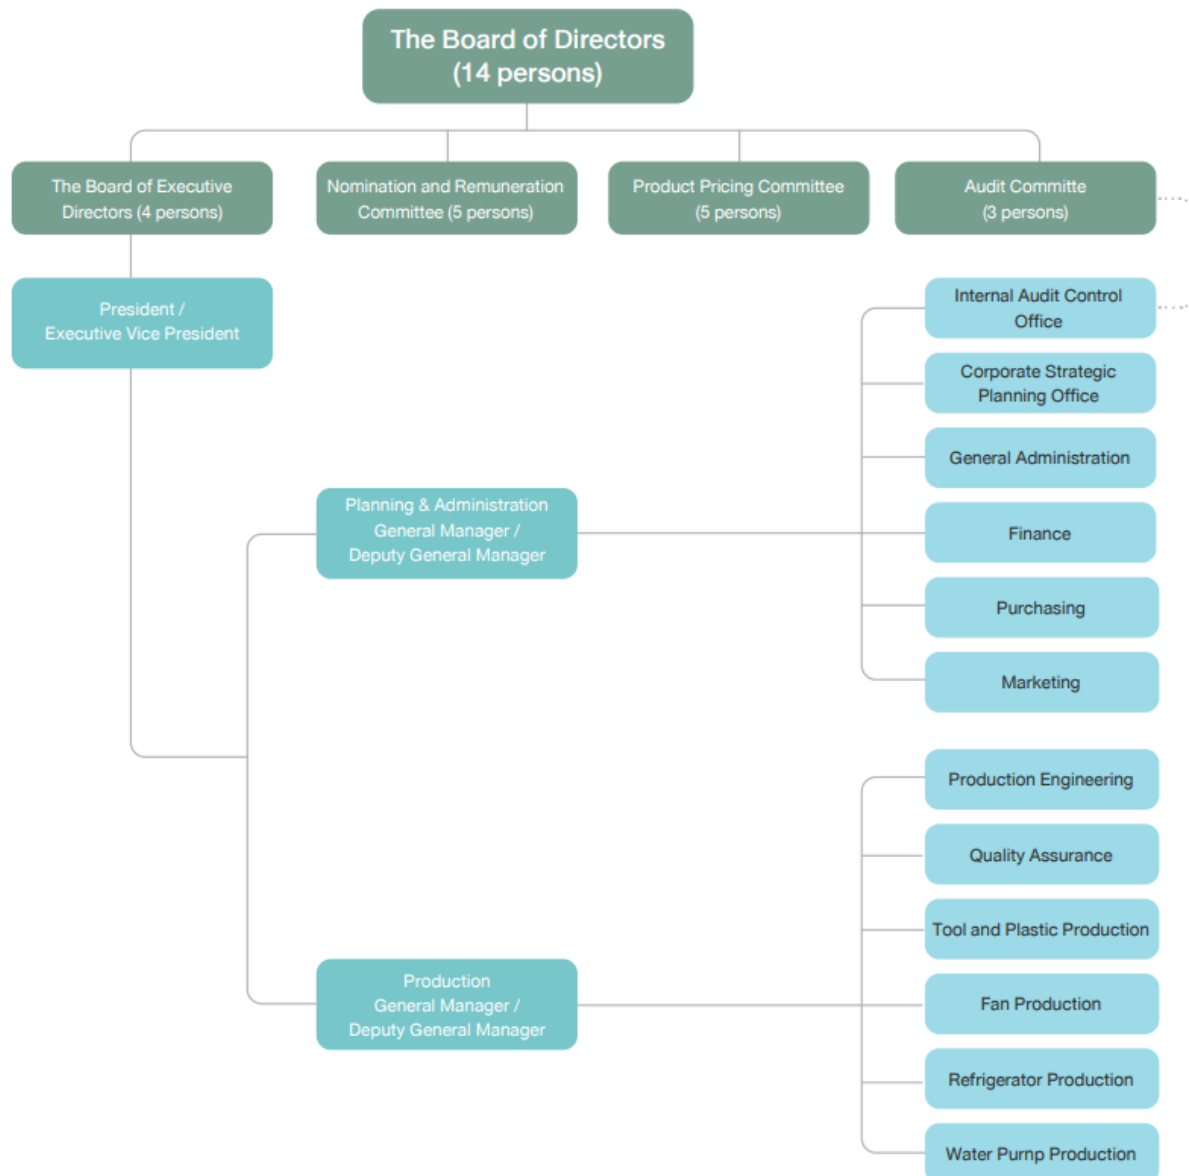 The Board of Directors
(14 persons)
The Board of Executive
Directors (4 persons)
Nomination and Remuneration
Committee (5 persons)
Product Pricing Committee
(5 persons)
Audit Committe
(3 persons)
President /
Executive Vice President
Internal Audit Control
Office
Corporate Strategic
Planning Office
General Administration
Planning & Administration
General Manager /
Deputy General Manager
Finance
Purchasing
Marketing
Production Engineering
Quality Assurance
Tool and Plastic Production
Production
General Manager /
Deputy General Manager
Fan Production
Refrigerator Production
Water Purnp Production